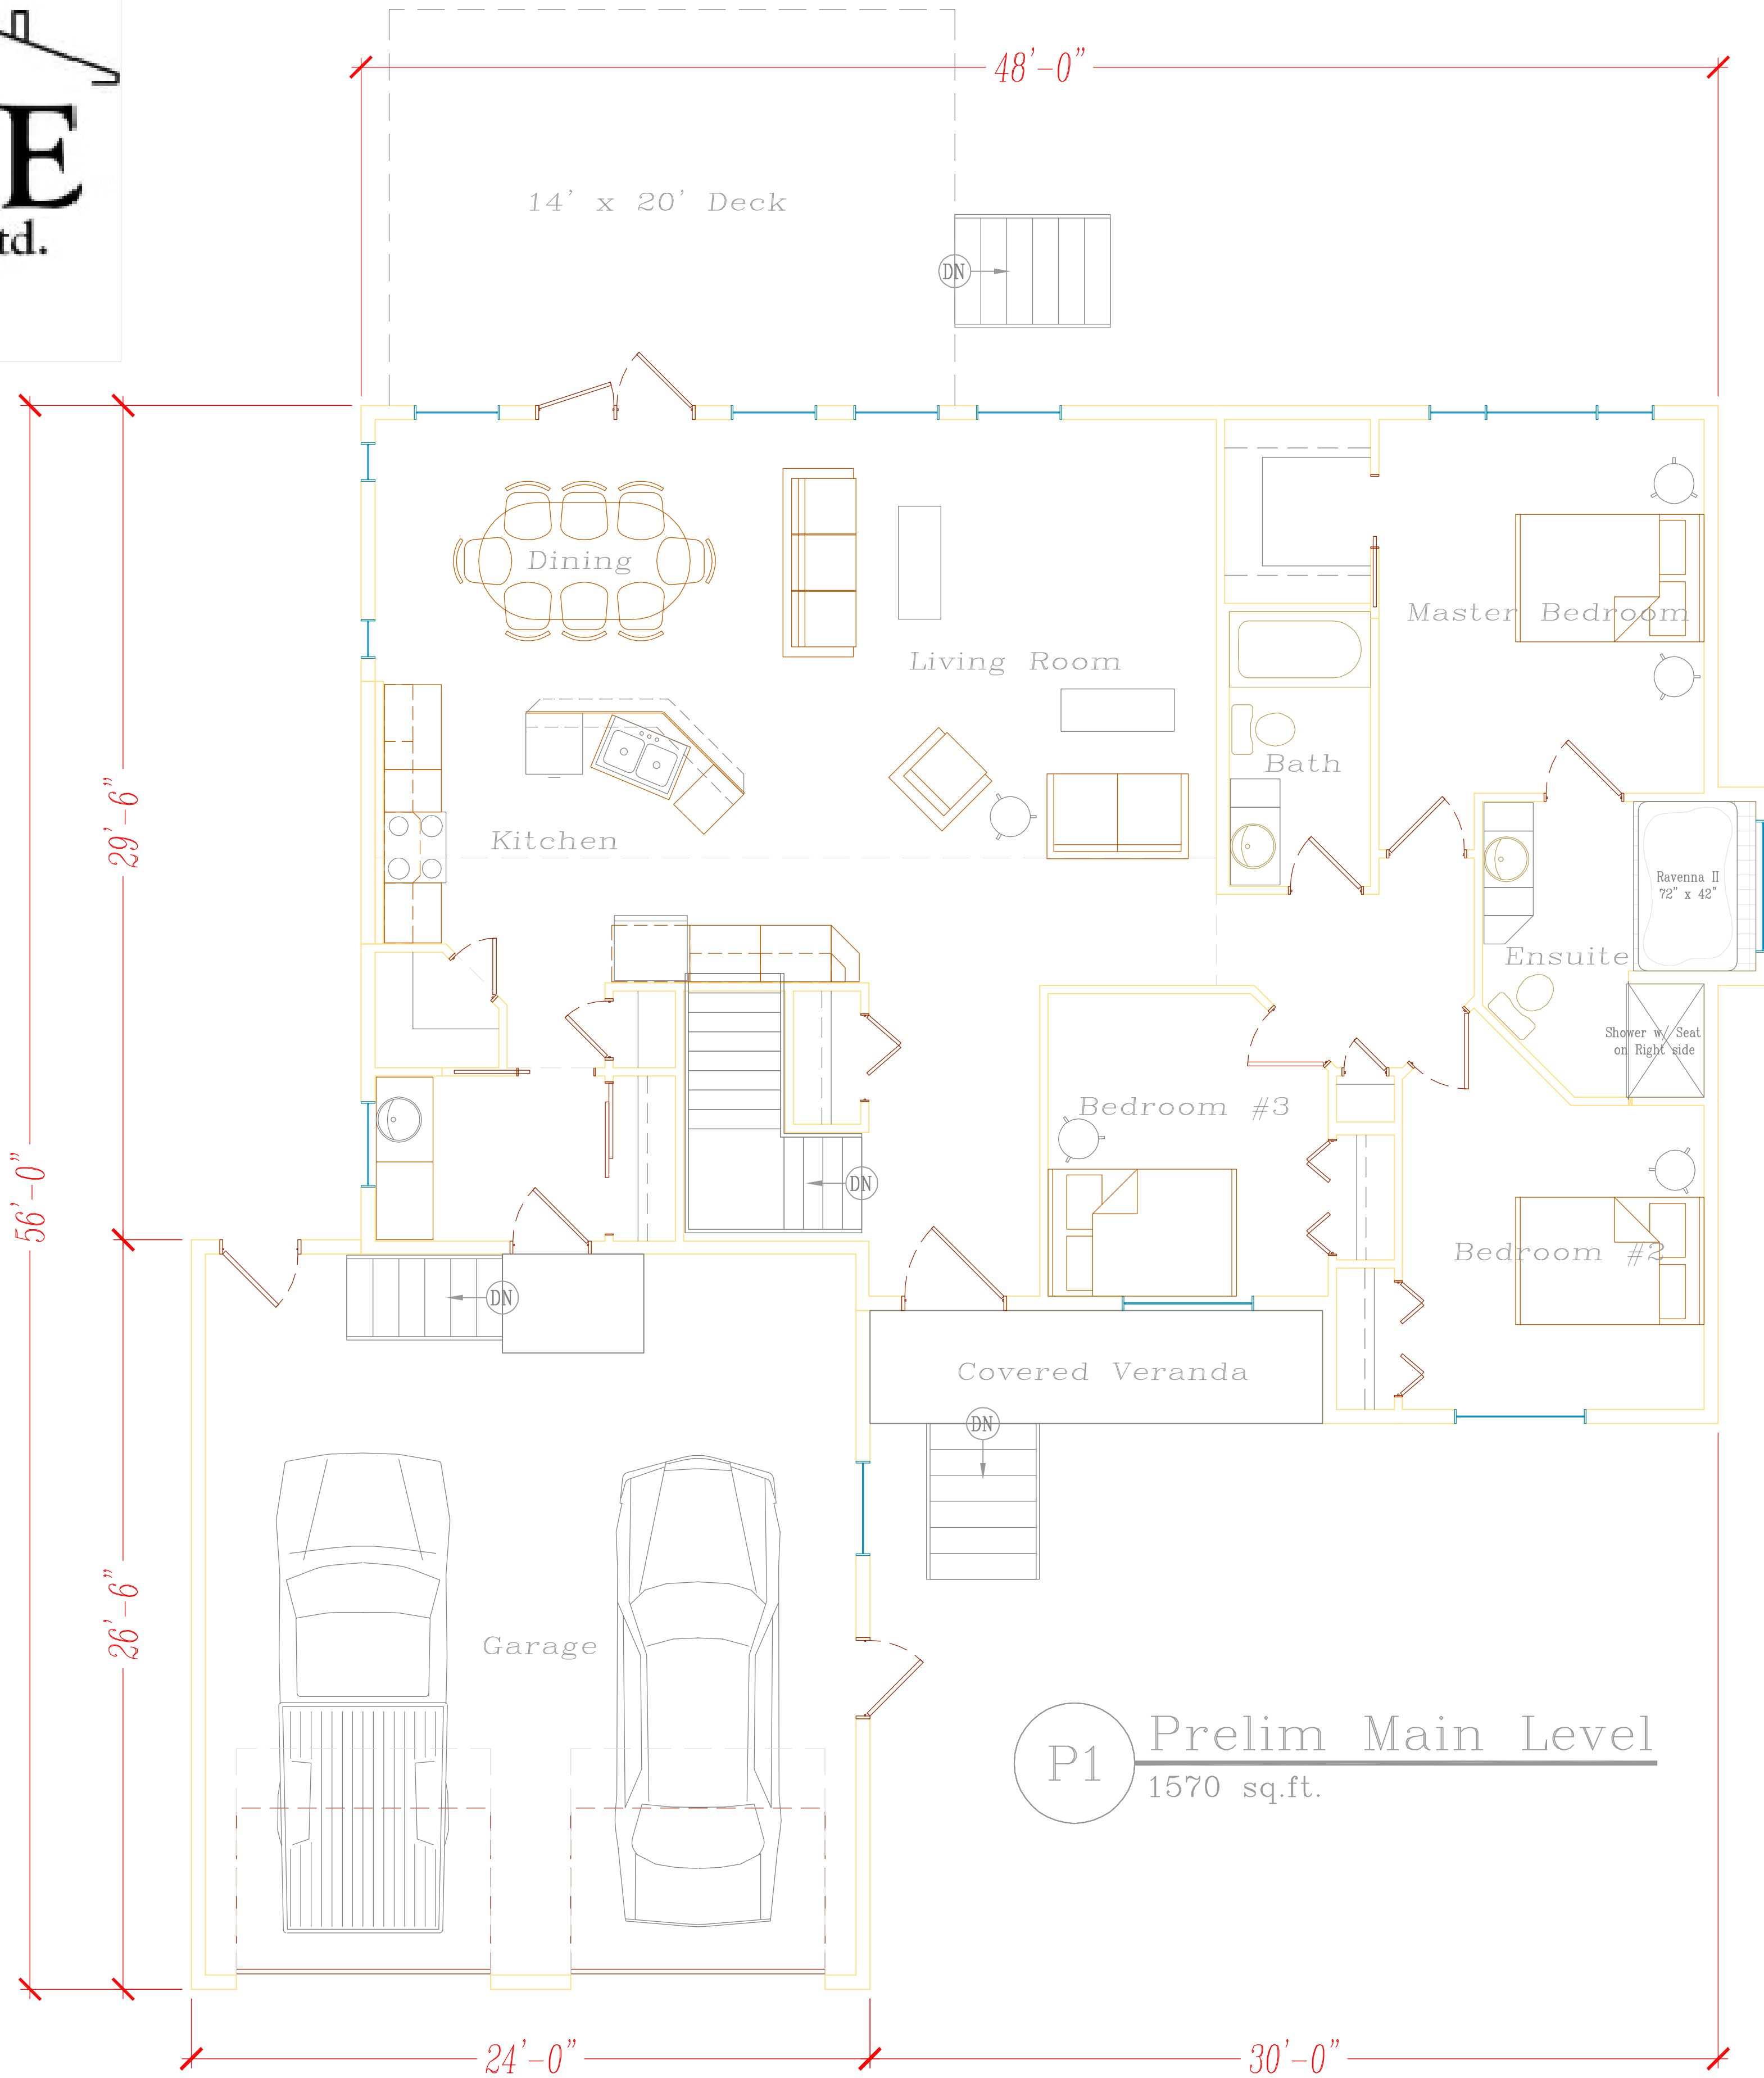 E
td.
48'-0"
14' x 20' Deck
DN
Dining
Living Room
Master Bedroom
Bath
Kitchen
29'-6"
Ravenna II
72" x 42"
Ensuite
Shower w/ Seat
on Right side
Bedroom #3
56'-0"
DN
Bedroom #2
DN
Covered Veranda
DN
26'-6"
Garage
P1
Prelim Main Level
1570 sq.ft.
24'-0"
30'-0"